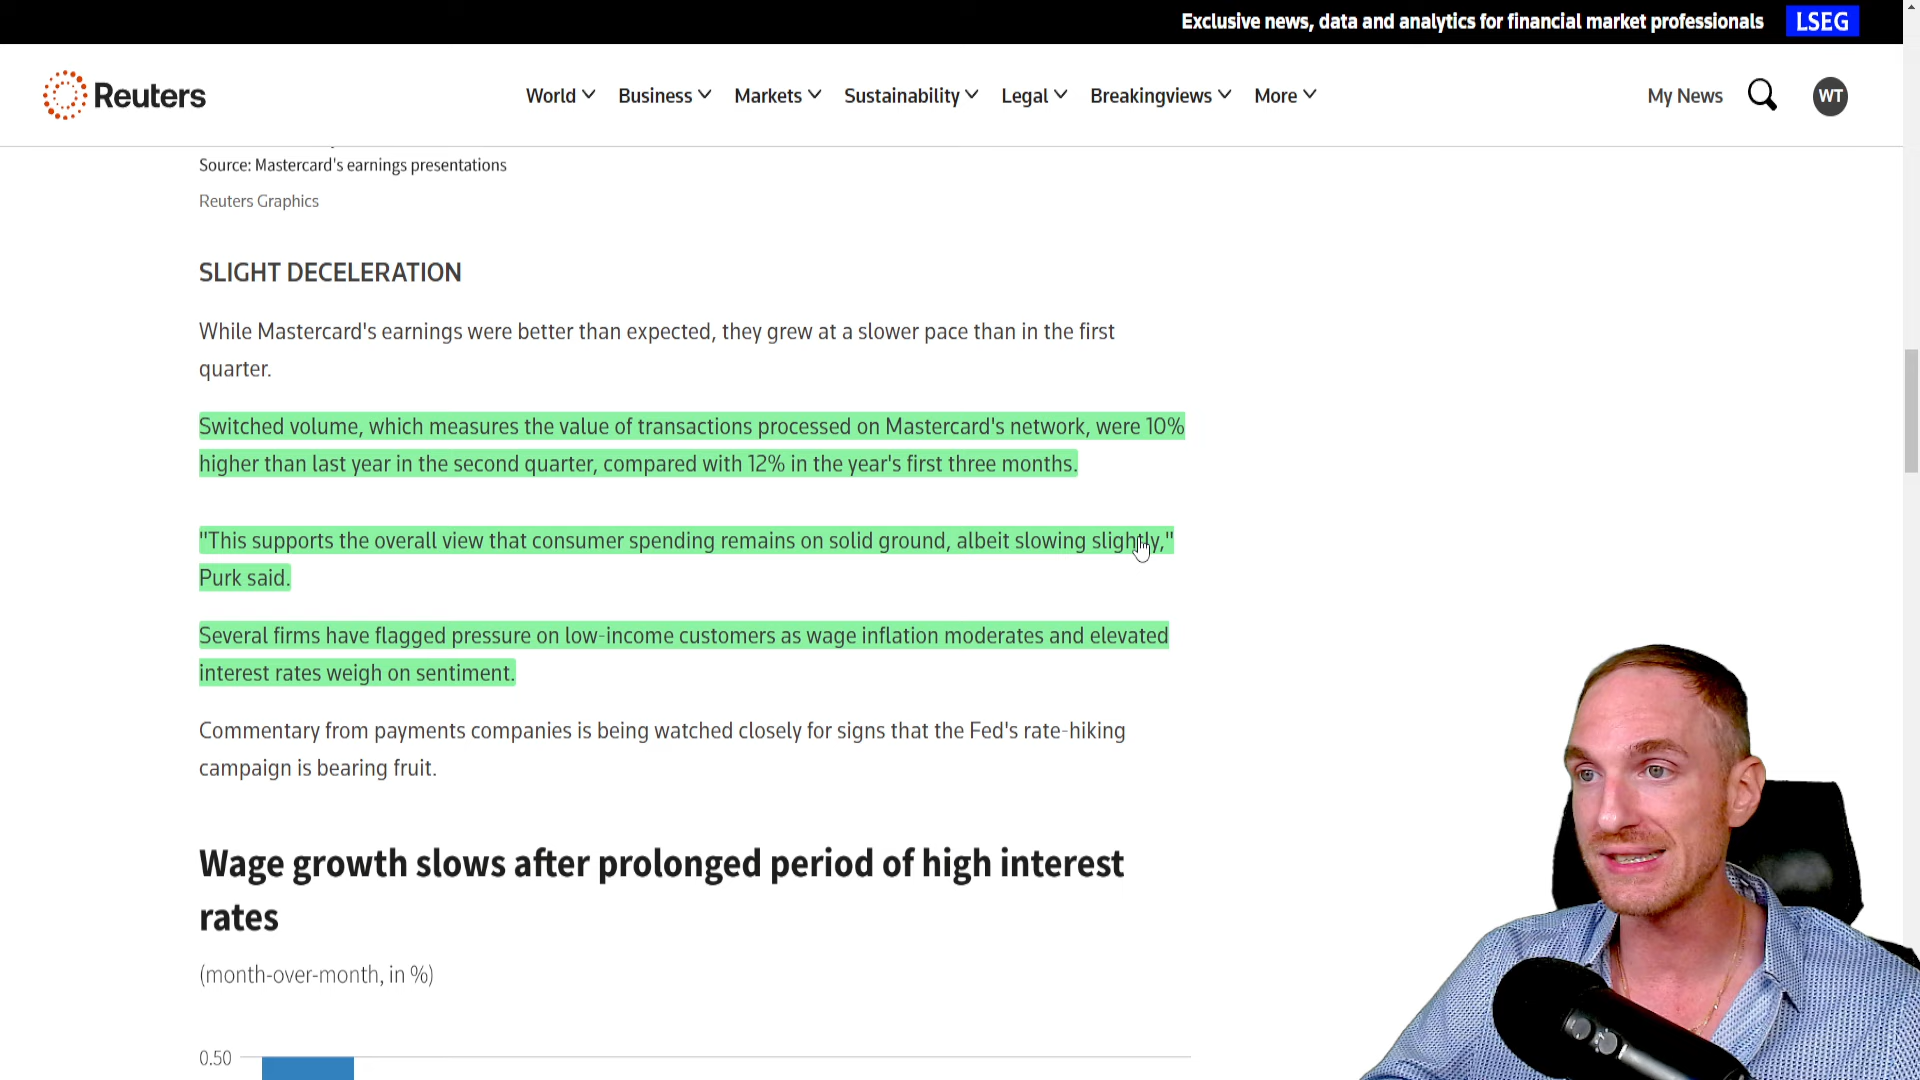 Exclusive news, data and analytics for financial market professionals LSEG
Reuters
World Business Markets Sustainability Legal Breakingviews More
My News WT
Source: Mastercard's earnings presentations
Reuters Graphics
SLIGHT DECELERATION
While Mastercard's earnings were better than expected, they grew at a slower pace than in the first
quarter.
Switched volume, which measures the value of transactions processed on Mastercard's network, were 10%
higher than last year in the second quarter, compared with 12% in the year's first three months.
"This supports the overall view that consumer spending remains on solid ground, albeit slowing slightly,"
Purk said.
Several firms have flagged pressure on low-income customers as wage inflation moderates and elevated
interest rates weigh on sentiment.
Commentary from payments companies is being watched closely for signs that the Fed's rate-hiking
campaign is bearing fruit.
Wage growth slows after prolonged period of high interest
rates
(month-over-month, in %)
0.50